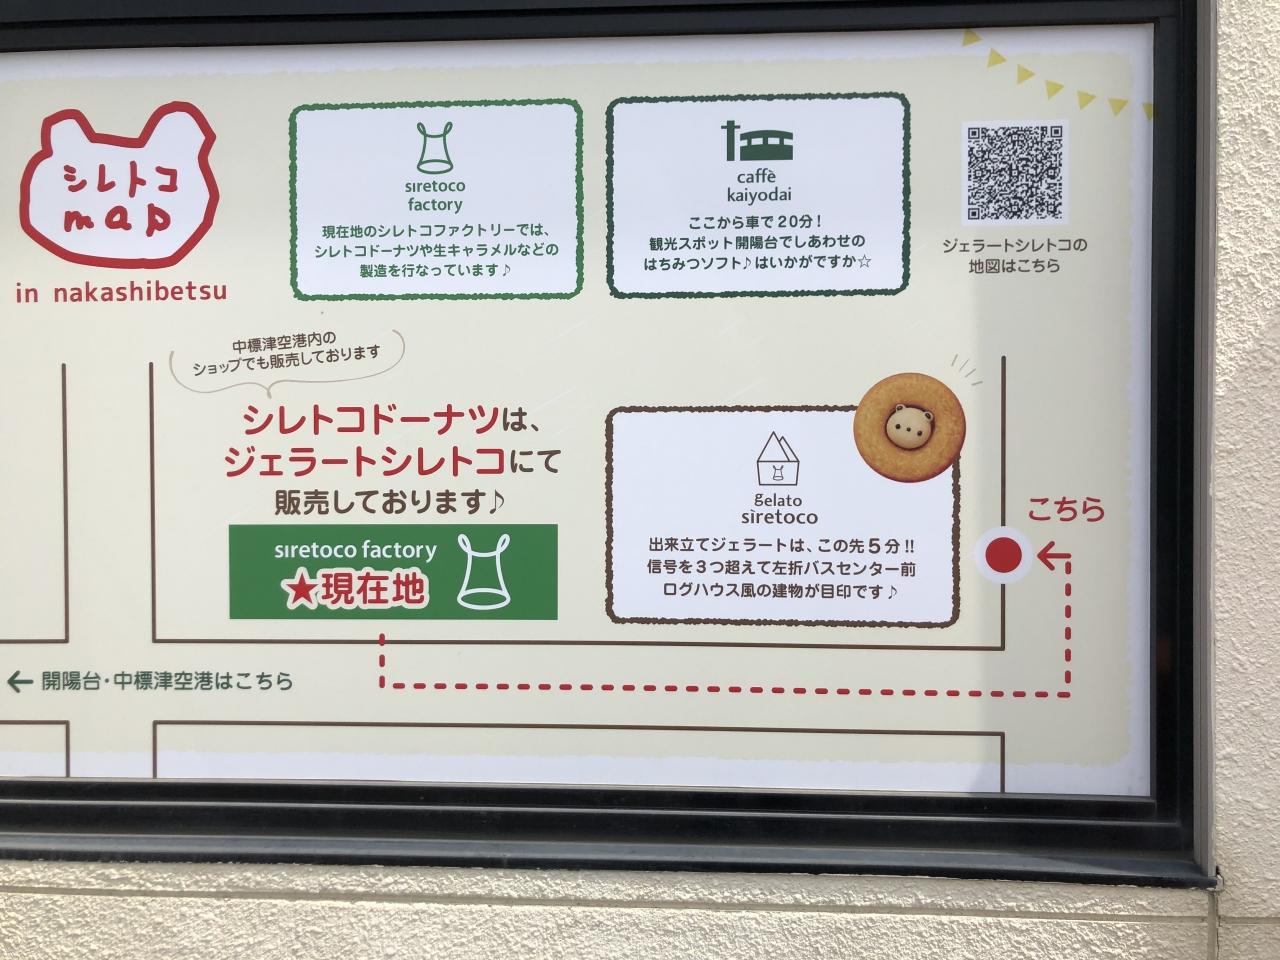 シレトコ
map
in nakashibetsu
siretoco
factory
現在地のシレトコファクトリーでは、
シレトコドーナツや生キャラメルなどの
製造を行なっています♪
caffè
kaiyodai
ここから車で20分！
観光スポット開陽台でしあわせの
はちみつソフト♪はいかがですか☆
ジェラートシレトコの
地図はこちら
中標津空港内の
ショップでも販売しております
シレトコドーナツは、
ジェラートシレトコにて
販売しております♪
siretoco factory
★現在地
gelato
sìretoco
出来立てジェラートは、この先5分!!
信号を3つ超えて左折バスセンター前
ログハウス風の建物が目印です♪
こちら
← 開陽台・中標津空港はこちら